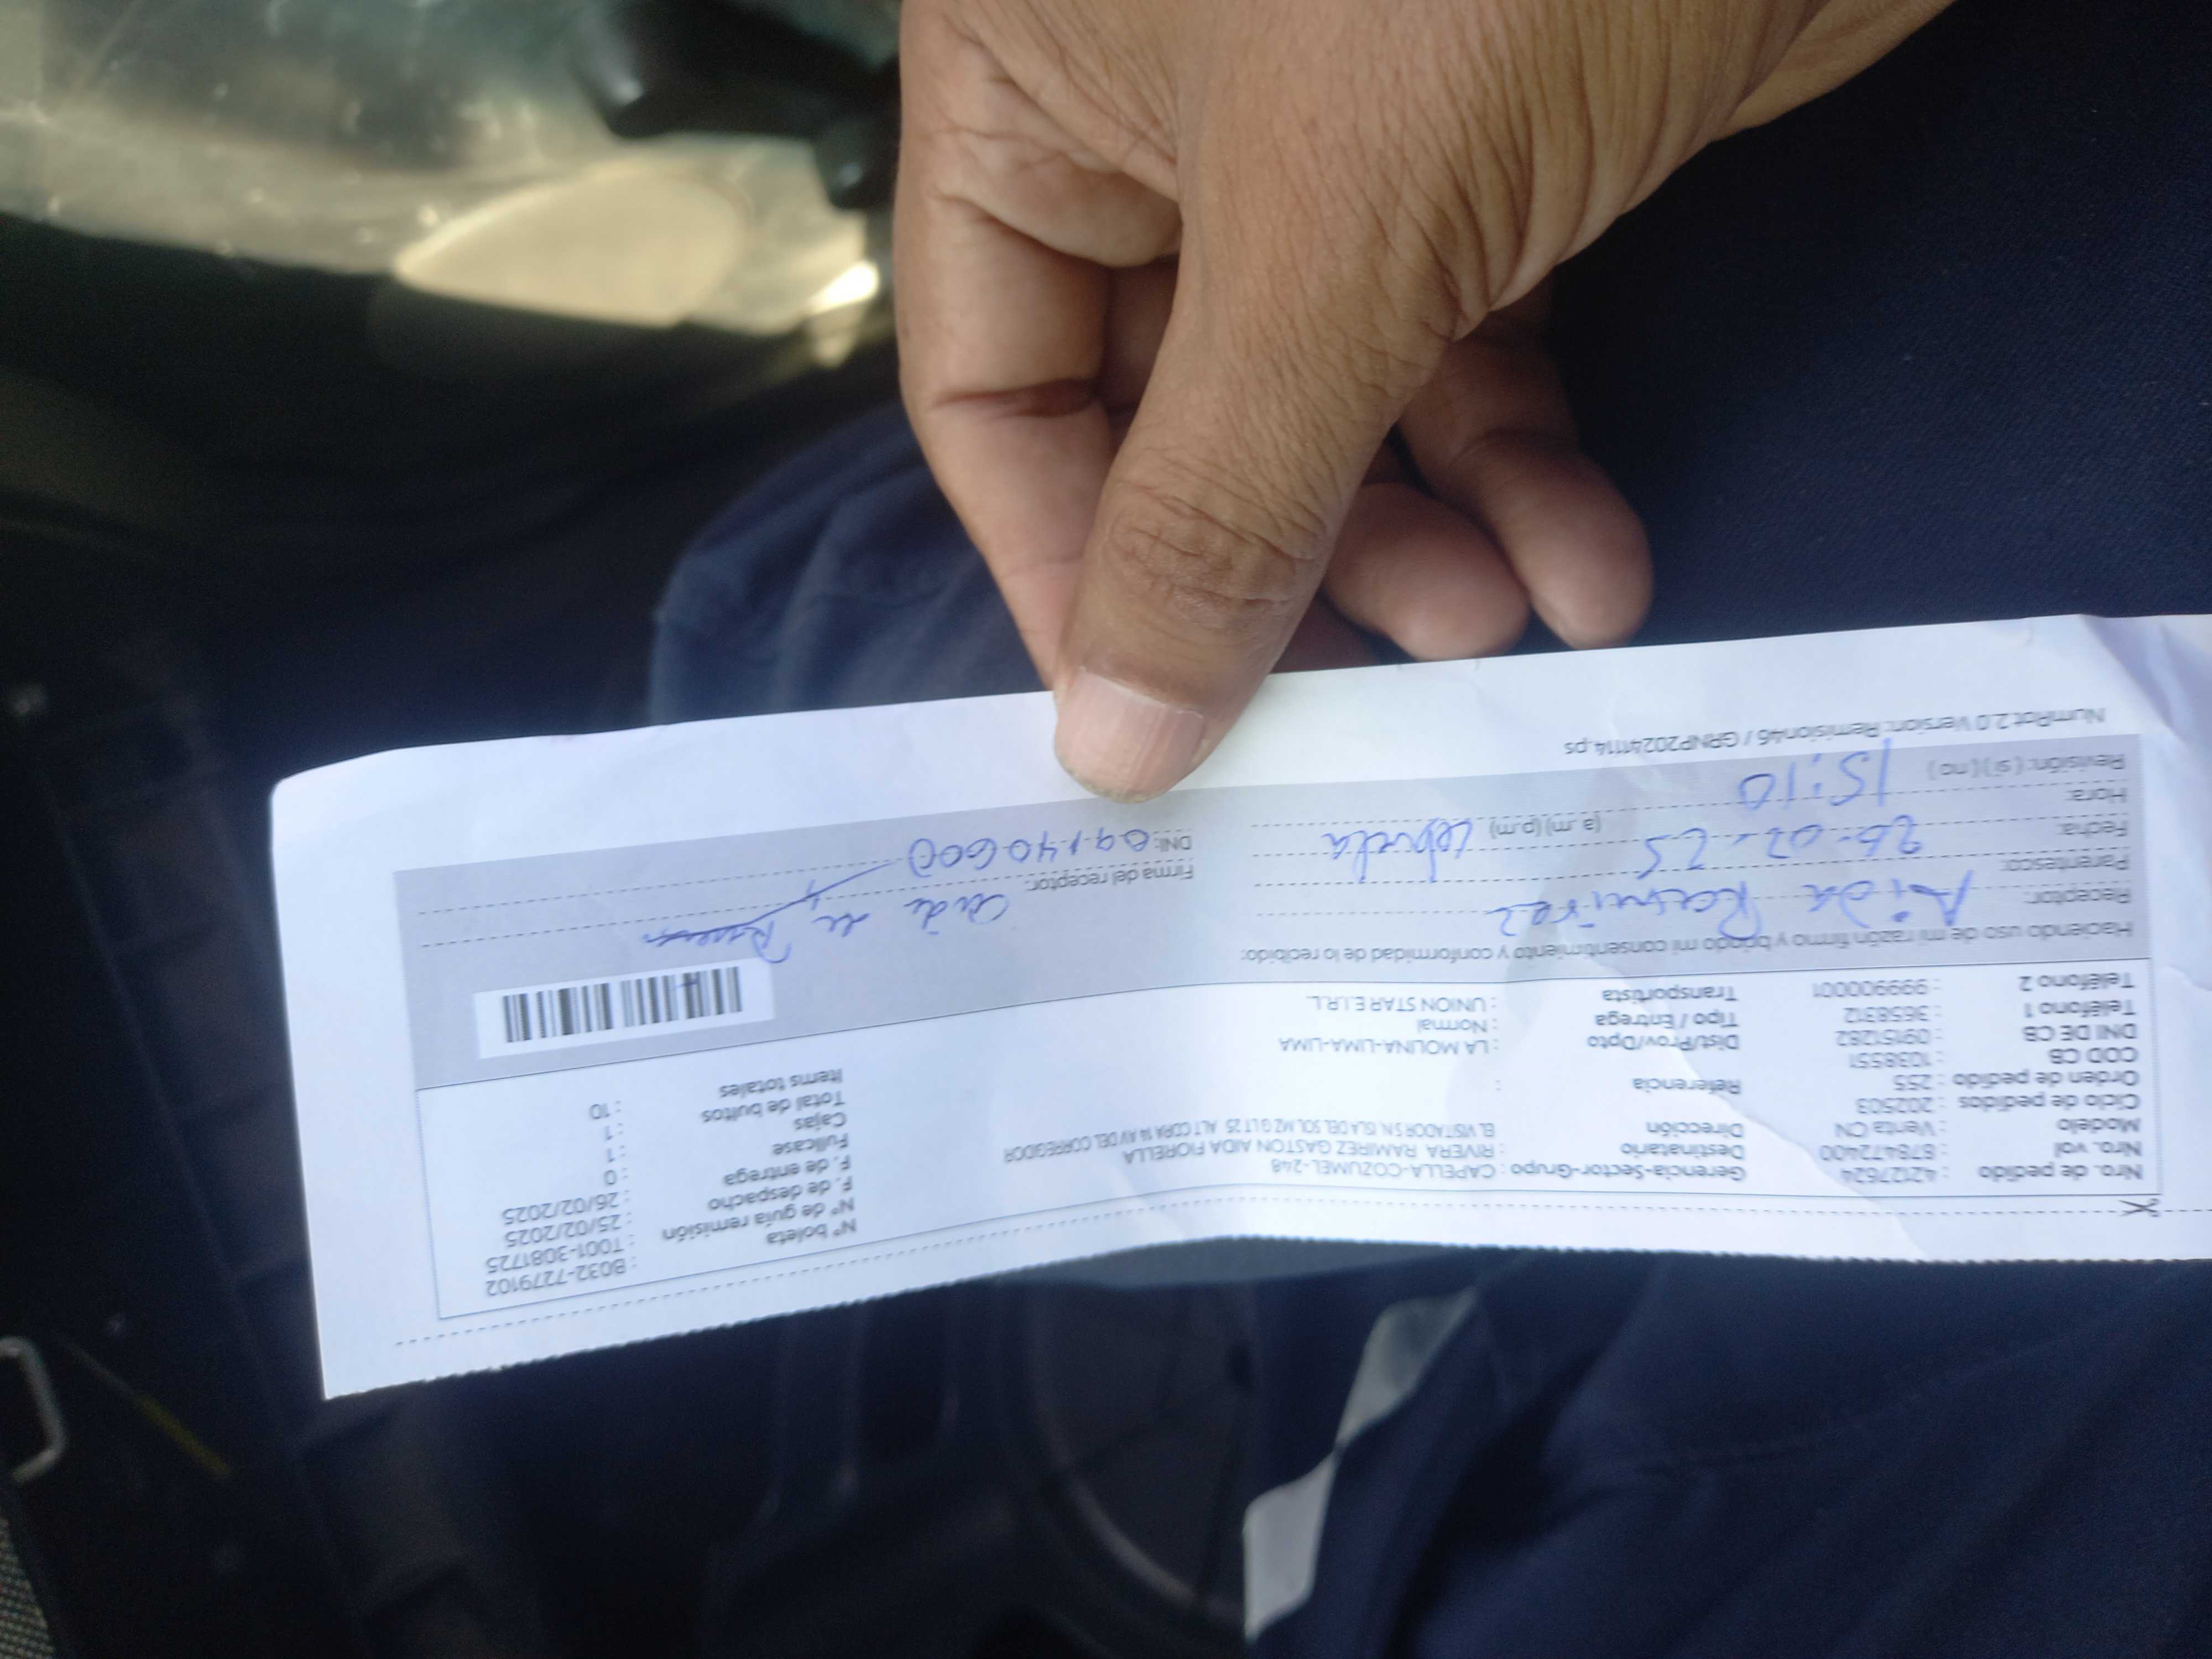 Nro. de pedido : 42127624 Gerencia-Sector-Grupo : CAPELLA-COZUMEL-248 Nº boleta : B032-7279102
Nro. val : 878472400 Destinatario : RIVERA RAMIREZ GASTON AIDA FIORELLA Nº de guía remisión : T001-3081725
Modelo : Venta CN Dirección EL VISTADOR SN, ISLA DEL SOL MZ G LT 25 ALT CDRA 14 AV DEL CORREGIDOR F. de despacho : 25/02/2025
Ciclo de pedidos : 202503 F. de entrega : 26/02/2025
Orden de pedido : 255 Referencia : Fullcase : 0
COD CB : 1038551 Cajas : 1
DNI DE CB : 09151282 Dist/Prov/Dpto : LA MOLINA-LIMA-LIMA Total de bultos : 1
Teléfono 1 : 3658312 Tipo / Entrega : Normal Items totales : 10
Teléfono 2 : 999900001 Transportista : UNION STAR E.I.R.L.
Haciendo uso de mi razón firmo y brindo mi consentimiento y conformidad de lo recibido:
Receptor: Aida Ramirez
Parentesco:
Fecha: 26-02-25
Hora: 15:10 (a.m) (p.m)
Revisión: ( si ) ( no )
Firma del receptor:
DNI: 09140600
NumRot 2.0 Version: Remision46 / GRNP20241114.ps